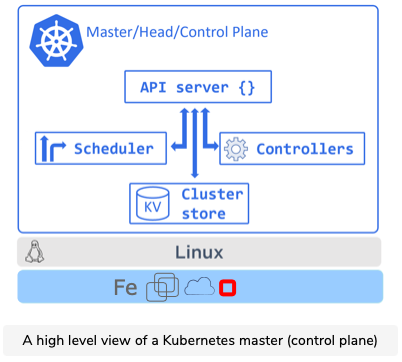 Master/Head/Control Plane
API server {}
Scheduler
Controllers
KV
Cluster
store
Linux
Fe
A high level view of a Kubernetes master (control plane)